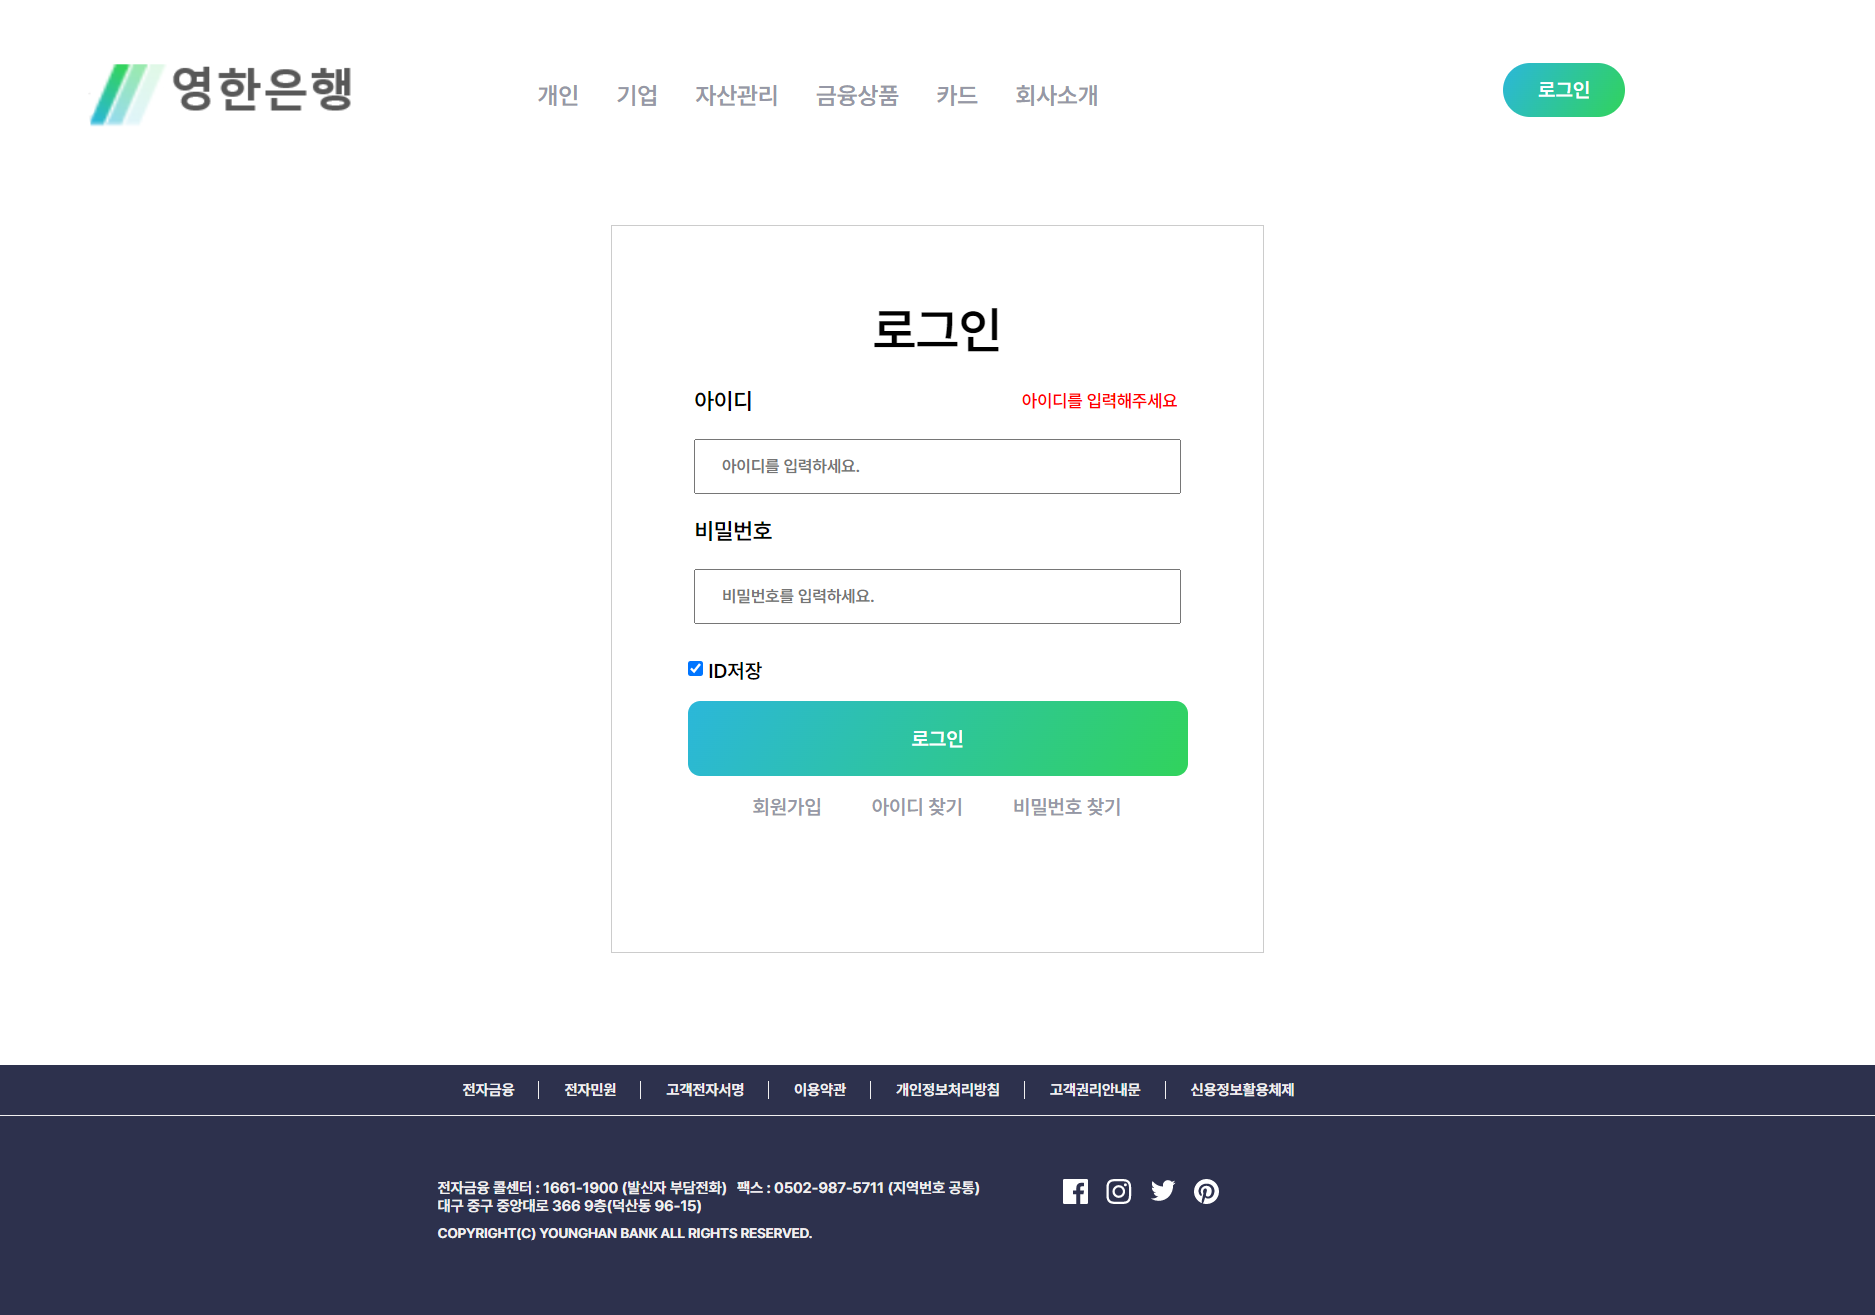 영한은행
개인 기업 자산관리 금융상품 카드 회사소개
로그인
로그인
아이디 아이디를 입력해주세요
아이디를 입력하세요.
비밀번호
비밀번호를 입력하세요.
ID저장
로그인
회원가입 아이디 찾기 비밀번호 찾기
전자금융 전자민원 고객전자서명 이용약관 개인정보처리방침 고객권리안내문 신용정보활용체제
전자금융 콜센터 : 1661-1900 (발신자 부담전화) 팩스 : 0502-987-5711 (지역번호 공통)
대구 중구 중앙대로 366 9층(덕산동 96-15)
COPYRIGHT(C) YOUNGHAN BANK ALL RIGHTS RESERVED.